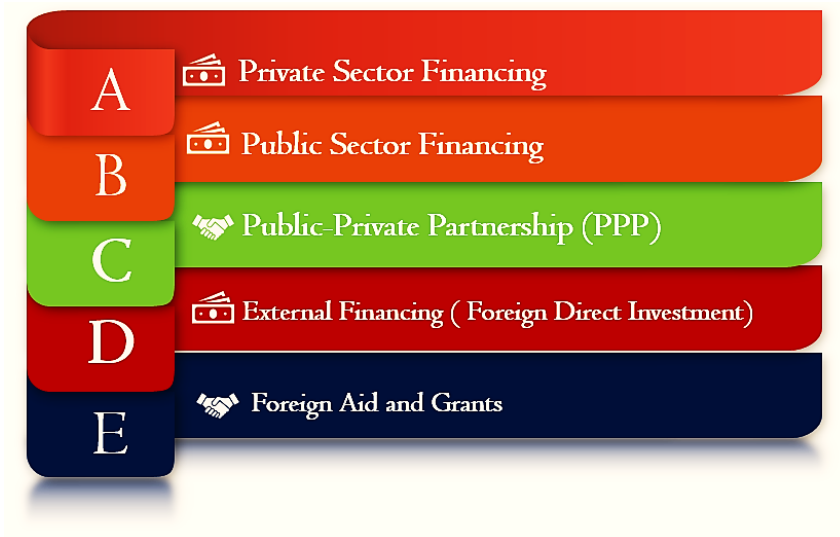 A Private Sector Financing
B Public Sector Financing
C Public-Private Partnership (PPP)
D External Financing ( Foreign Direct Investment)
E Foreign Aid and Grants